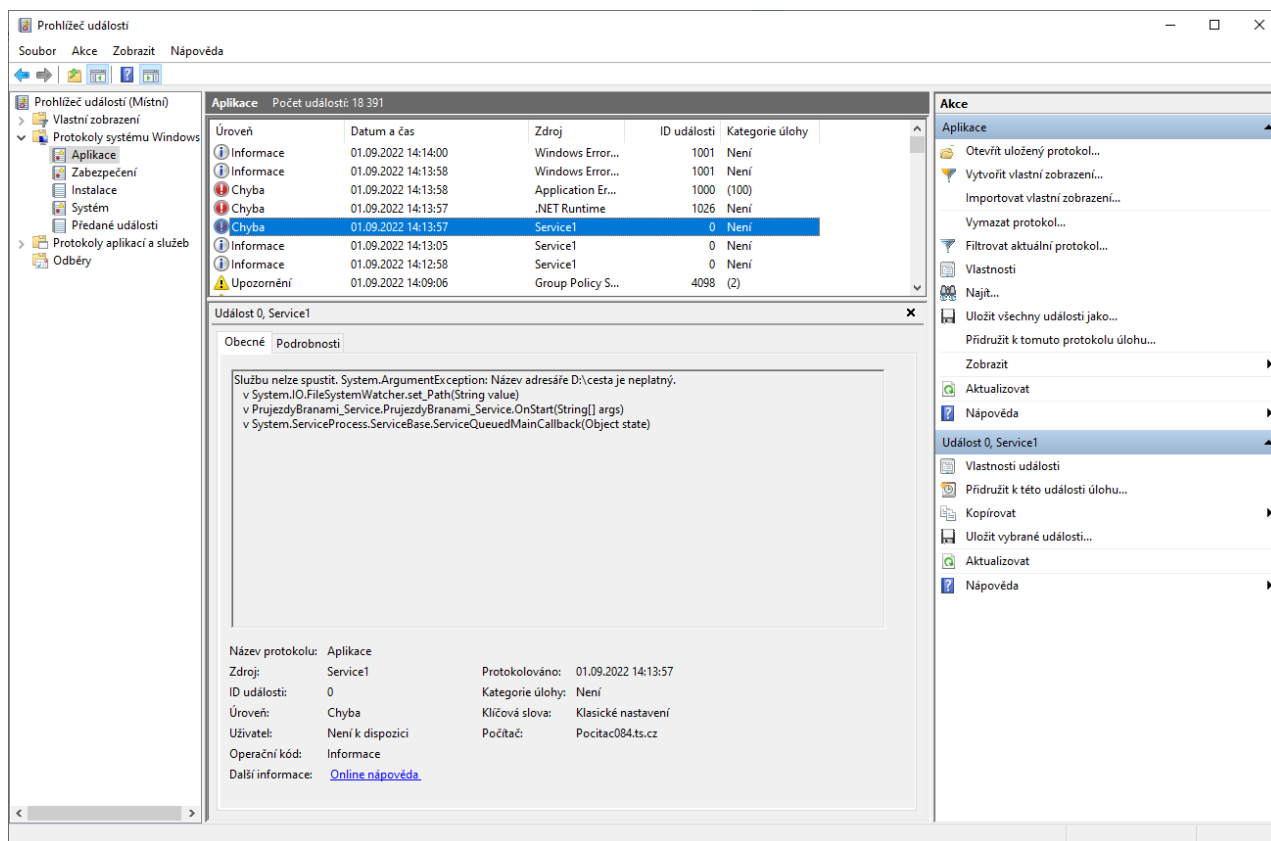 Prohlížeč událostí
Soubor Akce Zobrazit Nápověda
Prohlížeč událostí (Místní)
Vlastní zobrazení
Protokoly systému Windows
Aplikace
Zabezpečení
Instalace
Systém
Předané události
Protokoly aplikací a služeb
Odběry
Aplikace Počet událostí: 18 391
Úroveň Datum a čas Zdroj ID události Kategorie úlohy
Informace 01.09.2022 14:14:00 Windows Error... 1001 Není
Informace 01.09.2022 14:13:58 Windows Error... 1001 Není
Chyba 01.09.2022 14:13:58 Application Er... 1000 (100)
Chyba 01.09.2022 14:13:57 .NET Runtime 1026 Není
Chyba 01.09.2022 14:13:57 Service1 0 Není
Informace 01.09.2022 14:13:05 Service1 0 Není
Informace 01.09.2022 14:12:58 Service1 0 Není
Upozornění 01.09.2022 14:09:06 Group Policy S... 4098 (2)
Událost 0, Service1
Obecné Podrobnosti
Službu nelze spustit. System.ArgumentException: Název adresáře D:\cesta je neplatný.
v System.IO.FileSystemWatcher.set_Path(String value)
v PrujezdyBranami_Service.PrujezdyBranami_Service.OnStart(String[] args)
v System.ServiceProcess.ServiceBase.ServiceQueuedMainCallback(Object state)
Název protokolu: Aplikace
Zdroj: Service1 Protokolováno: 01.09.2022 14:13:57
ID události: 0 Kategorie úlohy: Není
Úroveň: Chyba Klíčová slova: Klasické nastavení
Uživatel: Není k dispozici Počítač: Pocitac084.ts.cz
Operační kód: Informace
Další informace: Online nápověda
Akce
Aplikace
Otevřít uložený protokol...
Vytvořit vlastní zobrazení...
Importovat vlastní zobrazení...
Vymazat protokol...
Filtrovat aktuální protokol...
Vlastnosti
Najít...
Uložit všechny události jako...
Přidružit k tomuto protokolu úlohu...
Zobrazit
Aktualizovat
Nápověda
Událost 0, Service1
Vlastnosti události
Přidružit k této události úlohu...
Kopírovat
Uložit vybrané události...
Aktualizovat
Nápověda